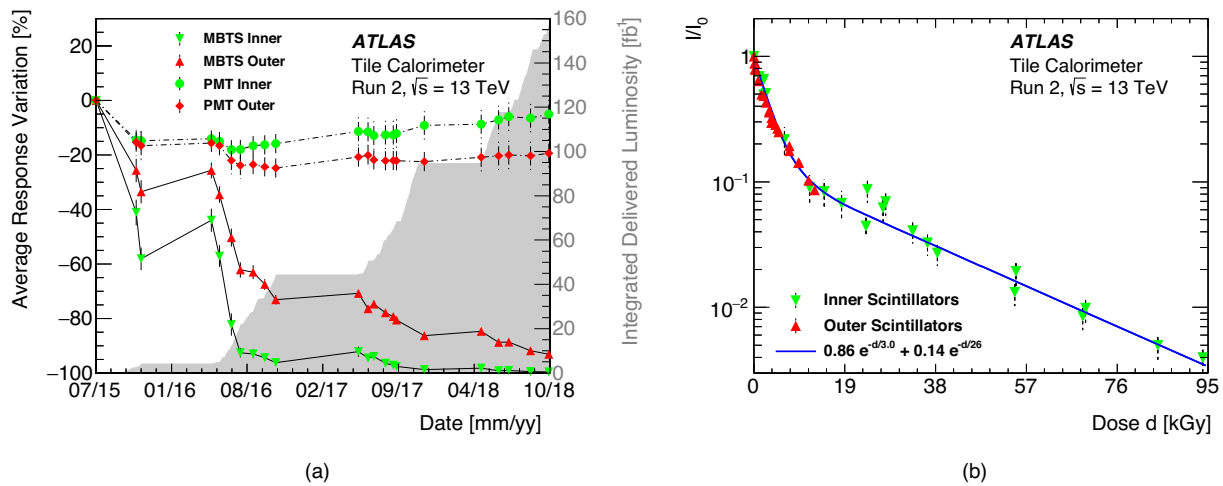 Average Response Variation [%]
20
0
−20
−40
−60
−80
−100
MBTS Inner
MBTS Outer
PMT Inner
PMT Outer
ATLAS
Tile Calorimeter
Run 2, √s = 13 TeV
160
140
120
100
80
60
40
20
0
Integrated Delivered Luminosity [fb¹]
07/15 01/16 08/16 02/17 09/17 04/18 10/18
Date [mm/yy]
(a)
I/I₀
1
10⁻¹
10⁻²
ATLAS
Tile Calorimeter
Run 2, √s = 13 TeV
Inner Scintillators
Outer Scintillators
0.86 e^-d/3.0 + 0.14 e^-d/26
0 19 38 57 76 95
Dose d [kGy]
(b)